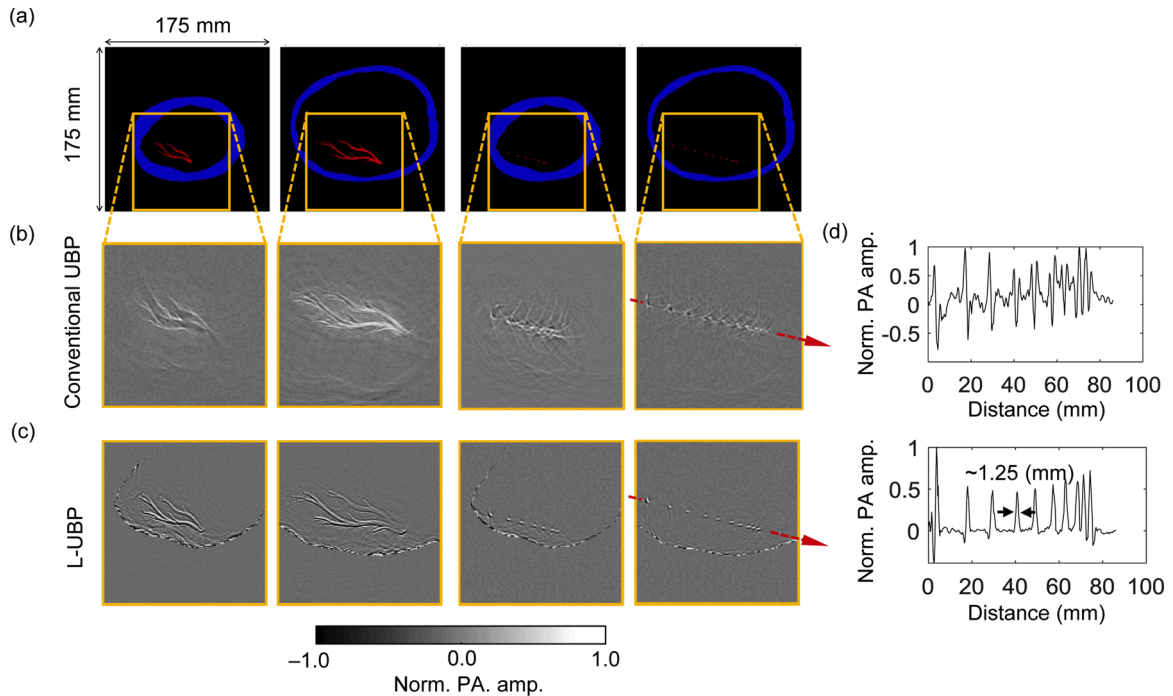 (a)
175 mm
175 mm
(b)
Conventional UBP
(c)
L-UBP
−1.0
0.0
1.0
Norm. PA. amp.
(d)
Norm. PA amp.
1
0.5
0
-0.5
0
20
40
60
80
100
Distance (mm)
Norm. PA amp.
1
0.5
0
~1.25 (mm)
0
20
40
60
80
100
Distance (mm)